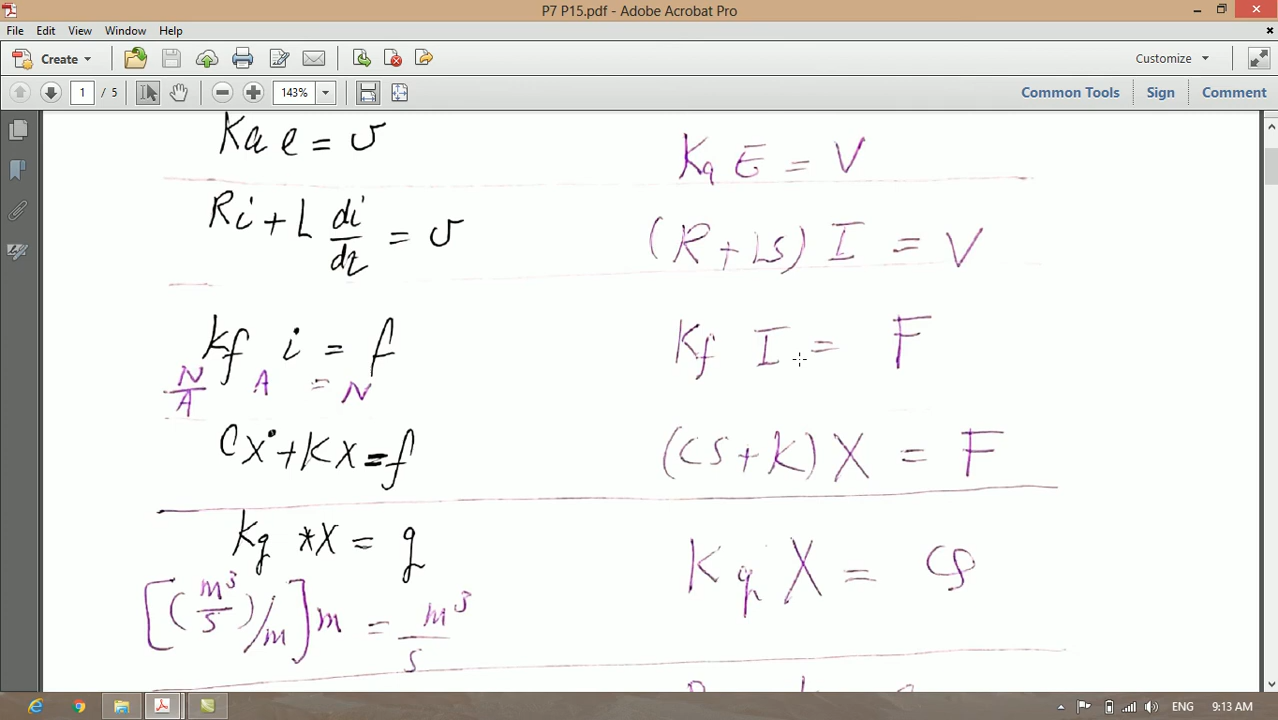 P7 P15.pdf - Adobe Acrobat Pro
File Edit View Window Help
Create Customize
1 / 5 143% Common Tools Sign Comment
Ka e = v
Kq E = V
Ri + L di/dt = v
(R + LS) I = V
Kf i = f
Kf I = F
N/A A = N
CẊ + KX = f
(CS + K) X = F
Kq *X = q
Kq X = φ
[(m³/s)/m] m = m³/s
ENG 9:13 AM